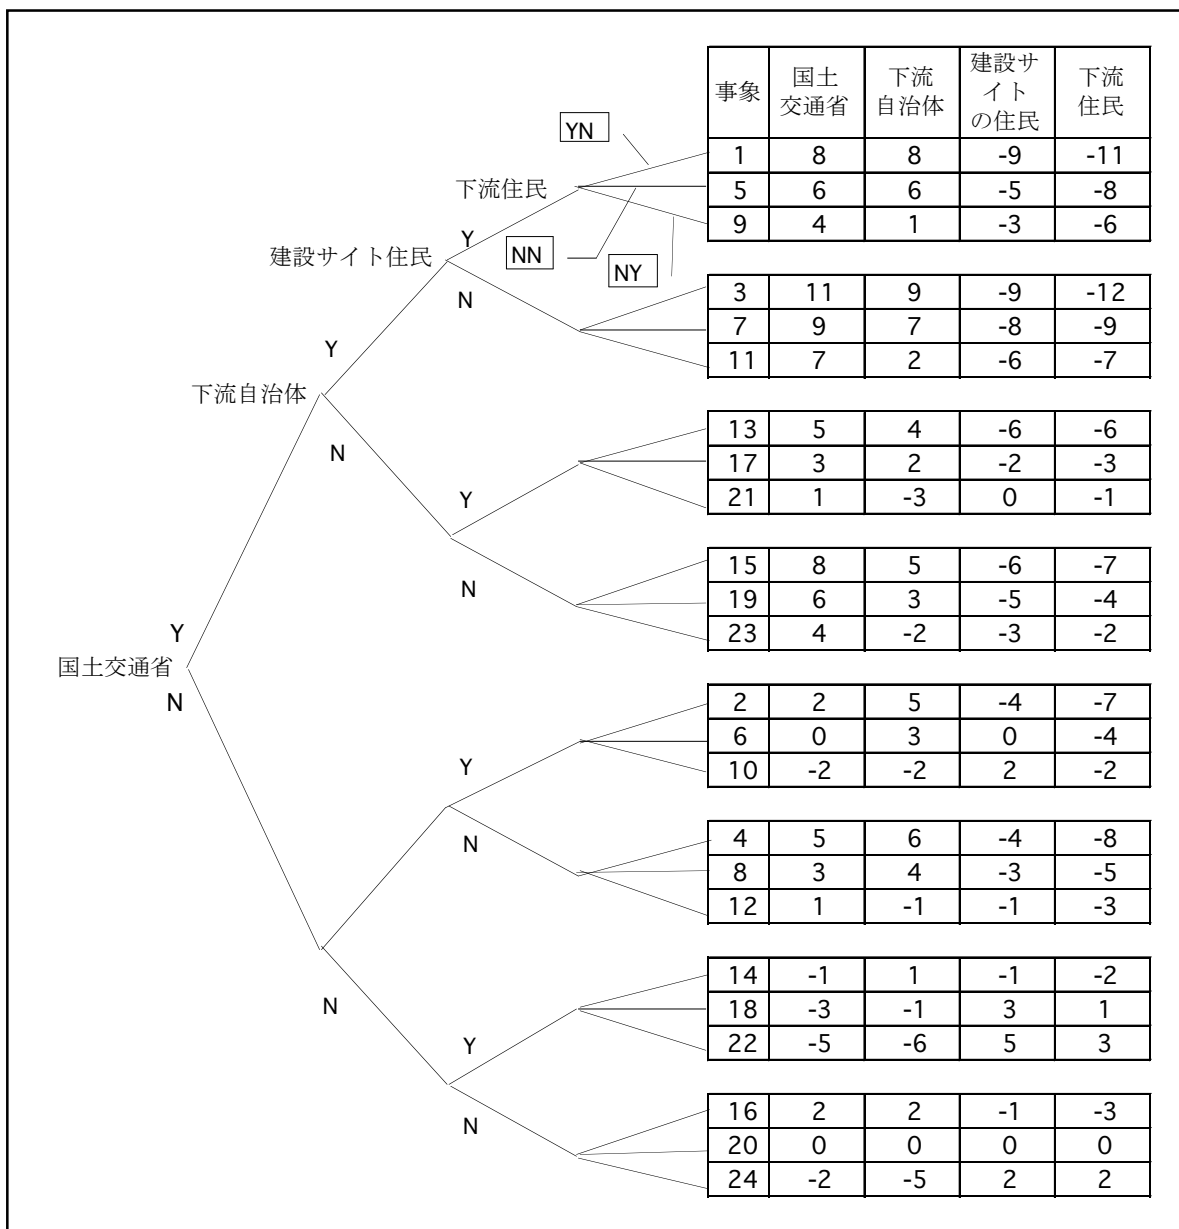 事象 国土交通省 下流自治体 建設サイトの住民 下流住民
YN
1 8 8 -9 -11
下流住民
5 6 6 -5 -8
9 4 1 -3 -6
Y
建設サイト住民
NN
NY
N
3 11 9 -9 -12
7 9 7 -8 -9
11 7 2 -6 -7
Y
下流自治体
N
13 5 4 -6 -6
17 3 2 -2 -3
21 1 -3 0 -1
Y
N
15 8 5 -6 -7
19 6 3 -5 -4
23 4 -2 -3 -2
Y
国土交通省
N
2 2 5 -4 -7
6 0 3 0 -4
10 -2 -2 2 -2
Y
N
4 5 6 -4 -8
8 3 4 -3 -5
12 1 -1 -1 -3
N
14 -1 1 -1 -2
18 -3 -1 3 1
22 -5 -6 5 3
Y
N
16 2 2 -1 -3
20 0 0 0 0
24 -2 -5 2 2